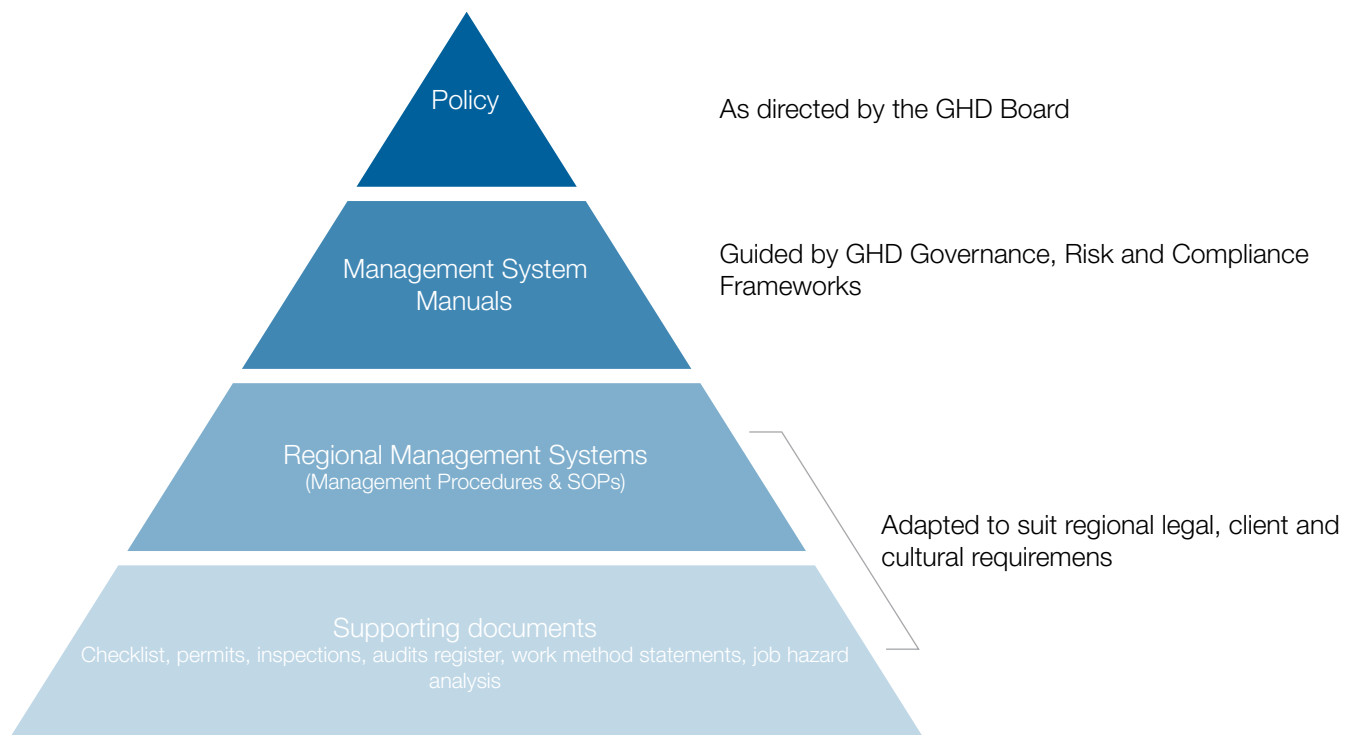 Policy
As directed by the GHD Board
Management System
Manuals
Guided by GHD Governance, Risk and Compliance
Frameworks
Regional Management Systems
(Management Procedures & SOPs)
Adapted to suit regional legal, client and
cultural requiremens
Supporting documents
Checklist, permits, inspections, audits register, work method statements, job hazard
analysis